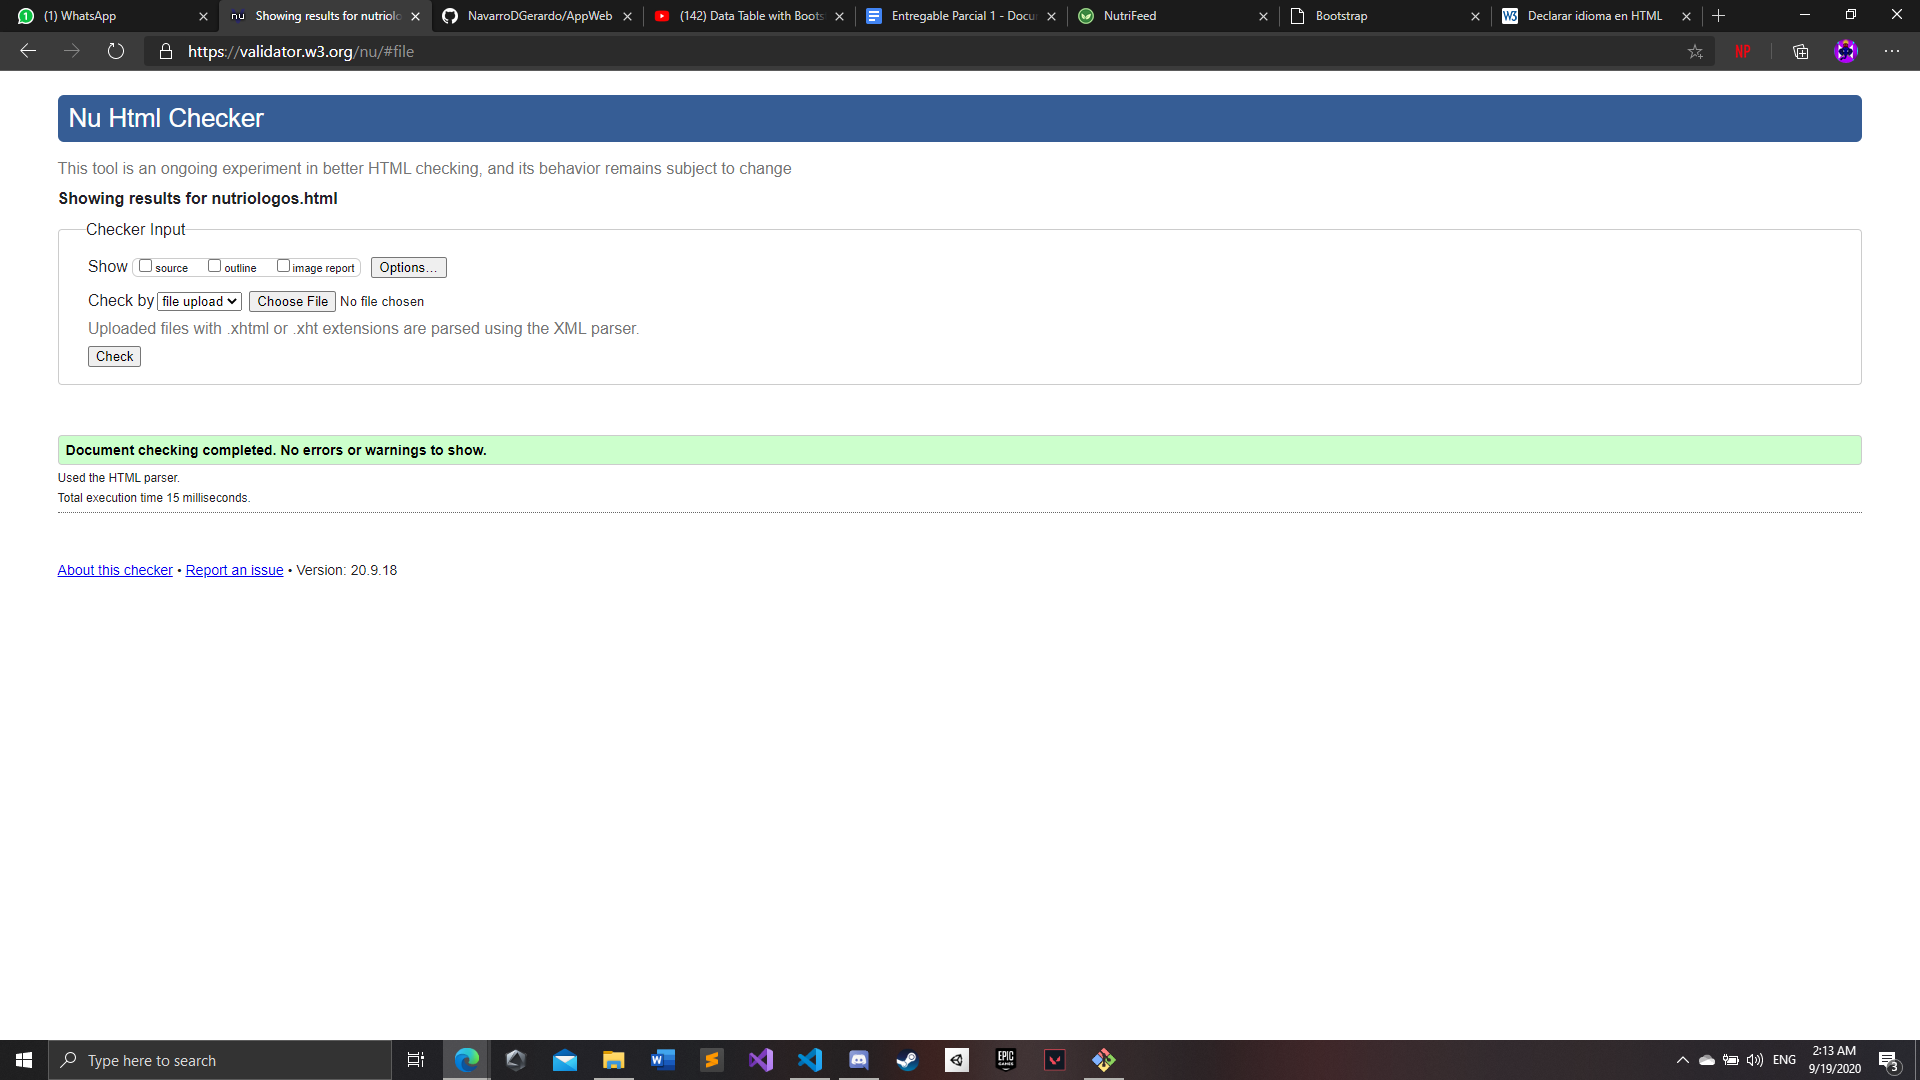 (1) WhatsApp
Showing results for nutriolo
NavarroDGerardo/AppWeb
(142) Data Table with Boots
Entregable Parcial 1 - Docu
NutriFeed
Bootstrap
Declarar idioma en HTML
https://validator.w3.org/nu/#file
NP
Nu Html Checker
This tool is an ongoing experiment in better HTML checking, and its behavior remains subject to change
Showing results for nutriologos.html
Checker Input
Show source outline image report Options...
Check by file upload Choose File No file chosen
Uploaded files with .xhtml or .xht extensions are parsed using the XML parser.
Check
Document checking completed. No errors or warnings to show.
Used the HTML parser.
Total execution time 15 milliseconds.
About this checker • Report an issue • Version: 20.9.18
Type here to search
ENG
2:13 AM
9/19/2020
3